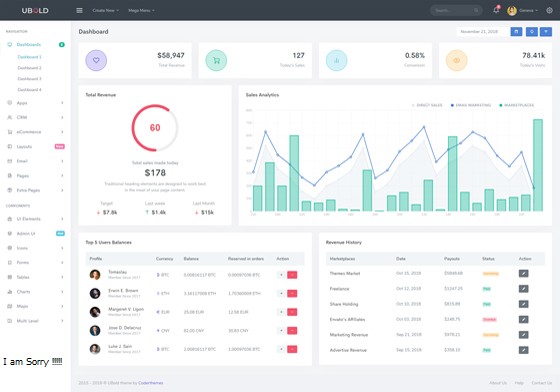 UBOLD
Create New
Mega Menu
Search...
Geneva
NAVIGATION
Dashboards
Dashboard 1
Dashboard 2
Dashboard 3
Dashboard 4
Apps
CRM
eCommerce
Layouts
Email
Pages
Extra Pages
COMPONENTS
UI Elements
Admin UI
Icons
Forms
Tables
Charts
Maps
Multi Level
I am Sorry !!!!!
Dashboard
November 21, 2018
$58,947
Total Revenue
127
Today's Sales
0.58%
Conversion
78.41k
Today's Visits
Total Revenue
60
Total sales made today
$178
Traditional heading elements are designed to work best
in the meat of your page content.
Target Last week Last Month
$7.8k $1.4k $15k
Sales Analytics
DIRECT SALES EMAIL MARKETING MARKETPLACES
Top 5 Users Balances
Profile Currency Balance Reserved in orders Action
Tomaslau
Member Since 2017
BTC 0.00816117 BTC 0.00097036 BTC
Erwin E. Brown
Member Since 2017
ETH 3.16117008 ETH 1.70360009 ETH
Margeret V. Ligon
Member Since 2017
EUR 25.08 EUR 12.58 EUR
Jose D. Delacruz
Member Since 2017
CNY 82.00 CNY 30.83 CNY
Luke J. Sain
Member Since 2017
BTC 2.00816117 BTC 1.00097036 BTC
Revenue History
Marketplaces Date Payouts Status Action
Themes Market Oct 15, 2018 Upcoming
Freelance Oct 12, 2018 Paid
Share Holding Oct 10, 2018 $815.89 Paid
Envato's Affiliates Oct 03, 2018 $248.75 Overdue
Marketing Revenue Sep 21, 2018 Upcoming
Advertise Revenue Sep 15, 2018 Paid
2015 - 2019 © UBold theme by Coderthemes
About Us Help Contact Us